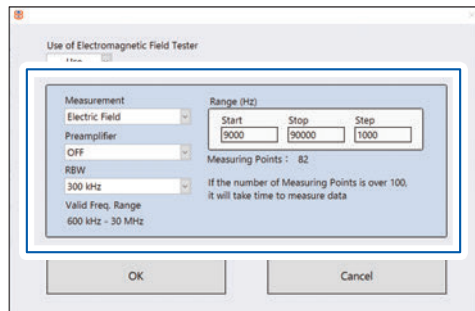 Use of Electromagnetic Field Tester
Use
Measurement
Electric Field
Preamplifier
OFF
RBW
300 kHz
Valid Freq. Range
600 kHz - 30 MHz
Range (Hz)
Start Stop Step
9000 90000 1000
Measuring Points : 82
If the number of Measuring Points is over 100,
it will take time to measure data
OK Cancel